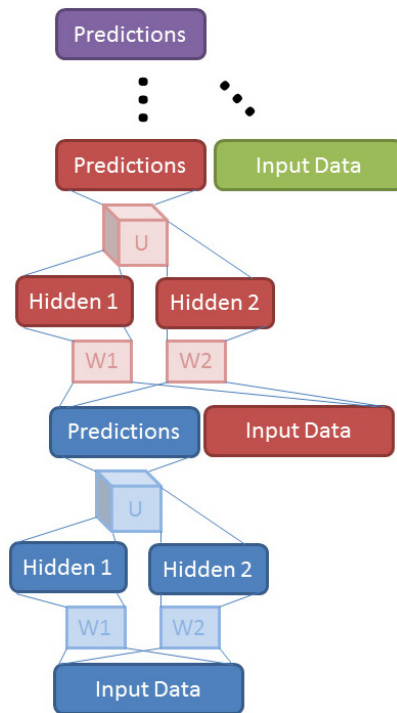 Predictions
Predictions
Input Data
U
Hidden 1
Hidden 2
W1
W2
Predictions
Input Data
U
Hidden 1
Hidden 2
W1
W2
Input Data